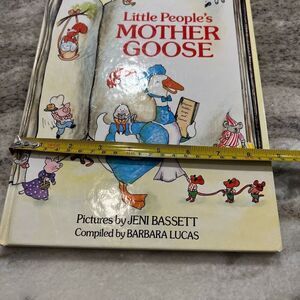 Little People's
MOTHER
GOOSE
Pictures by JENI BASSETT
Compiled by BARBARA LUCAS